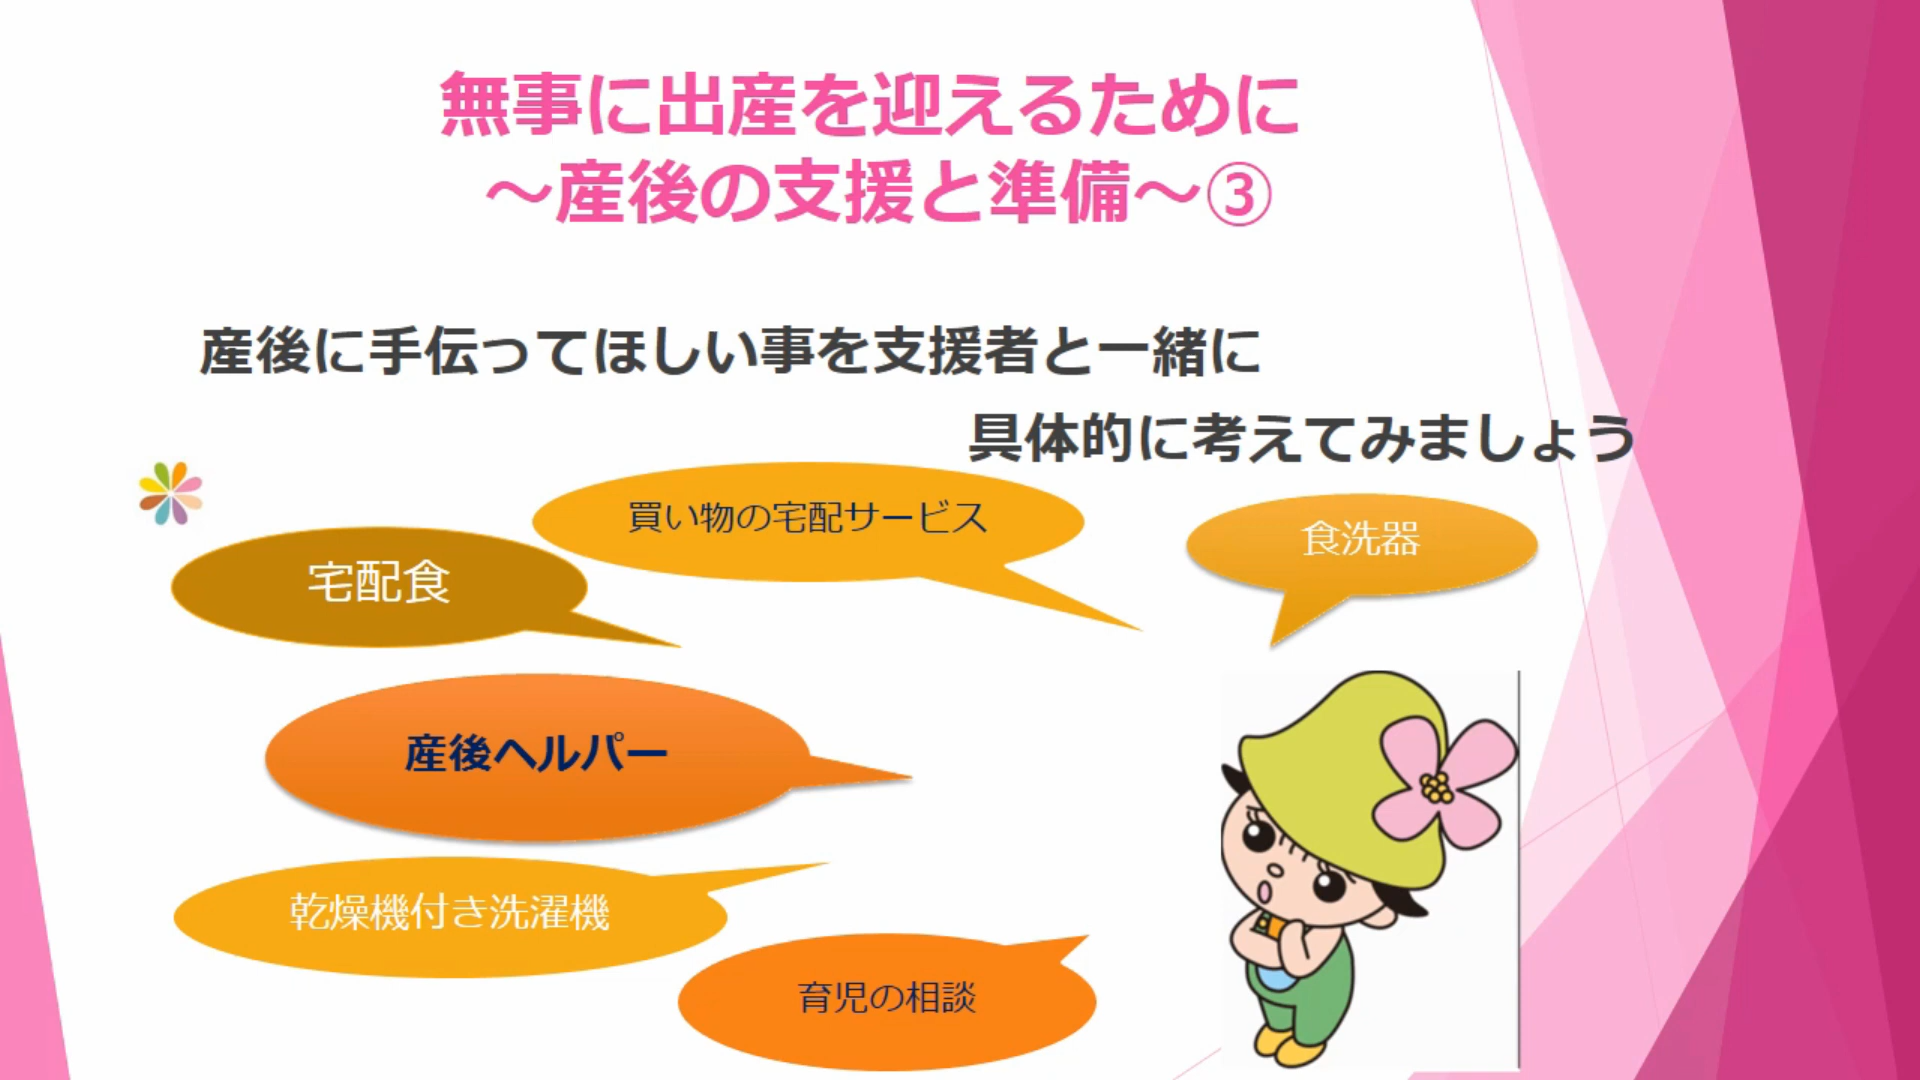 無事に出産を迎えるために
～産後の支援と準備～③
産後に手伝ってほしい事を支援者と一緒に
具体的に考えてみましょう
買い物の宅配サービス
食洗器
宅配食
産後ヘルパー
乾燥機付き洗濯機
育児の相談